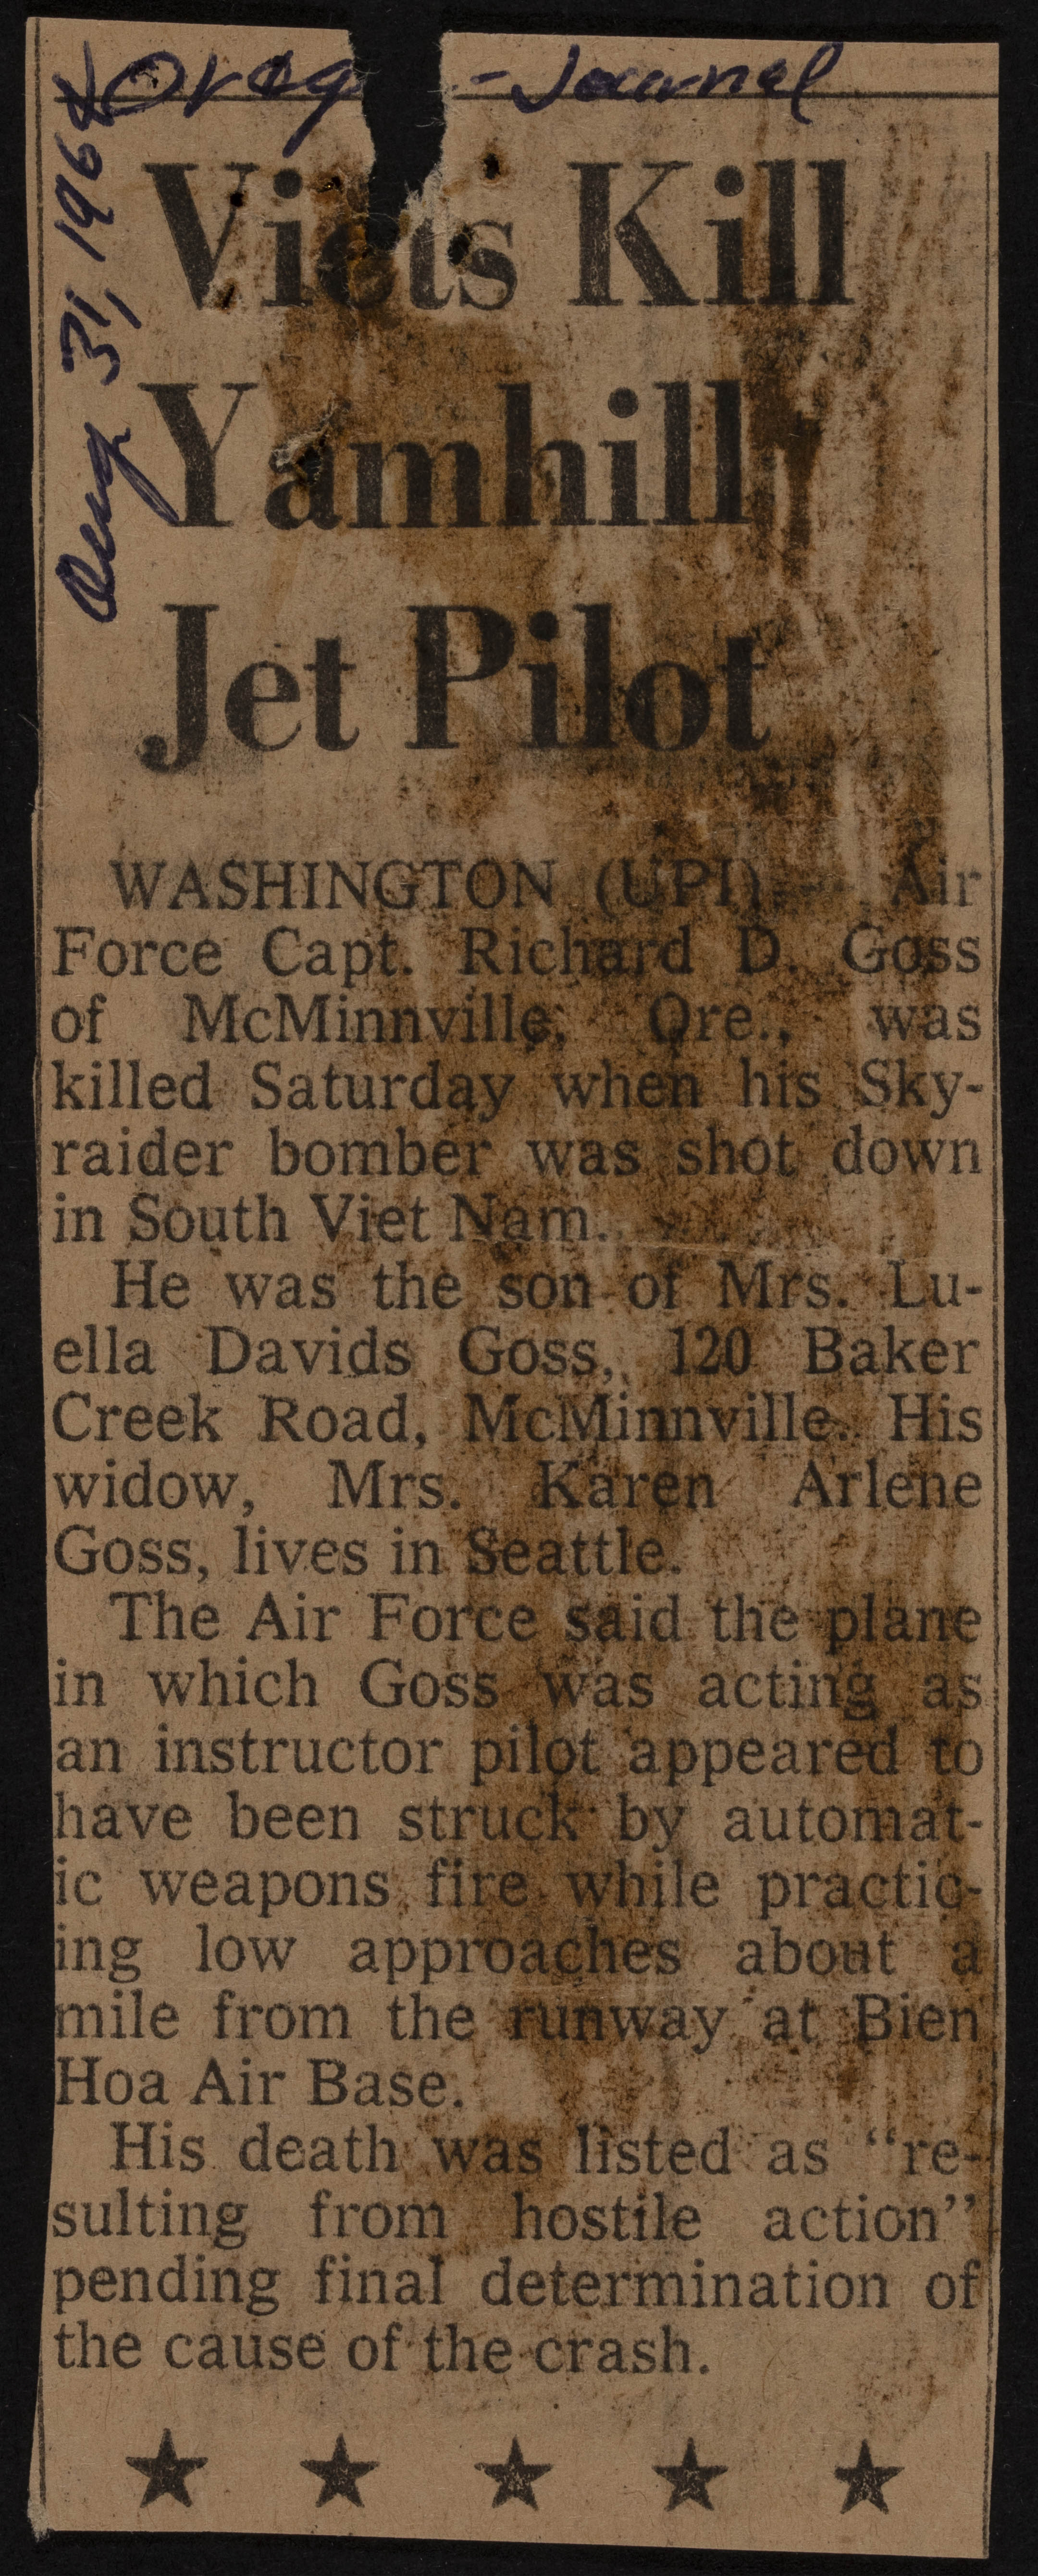 Oreg - Journal
Aug 31, 1964
Viets Kill
Yamhill
Jet Pilot
WASHINGTON (UPI) — Air
Force Capt. Richard D. Goss
of McMinnville, Ore., was
killed Saturday when his Sky-
raider bomber was shot down
in South Viet Nam.
He was the son of Mrs. Lu-
ella Davids Goss, 120 Baker
Creek Road, McMinnville. His
widow, Mrs. Karen Arlene
Goss, lives in Seattle.
The Air Force said the plane
in which Goss was acting as
an instructor pilot appeared to
have been struck by automat-
ic weapons fire while practic-
ing low approaches about a
mile from the runway at Bien
Hoa Air Base.
His death was listed as “re-
sulting from hostile action”
pending final determination of
the cause of the crash.